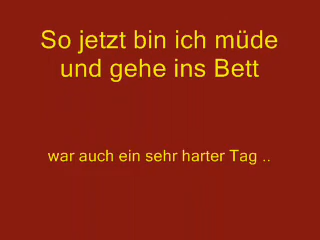 So jetzt bin ich müde
und gehe ins Bett
war auch ein sehr harter Tag ..